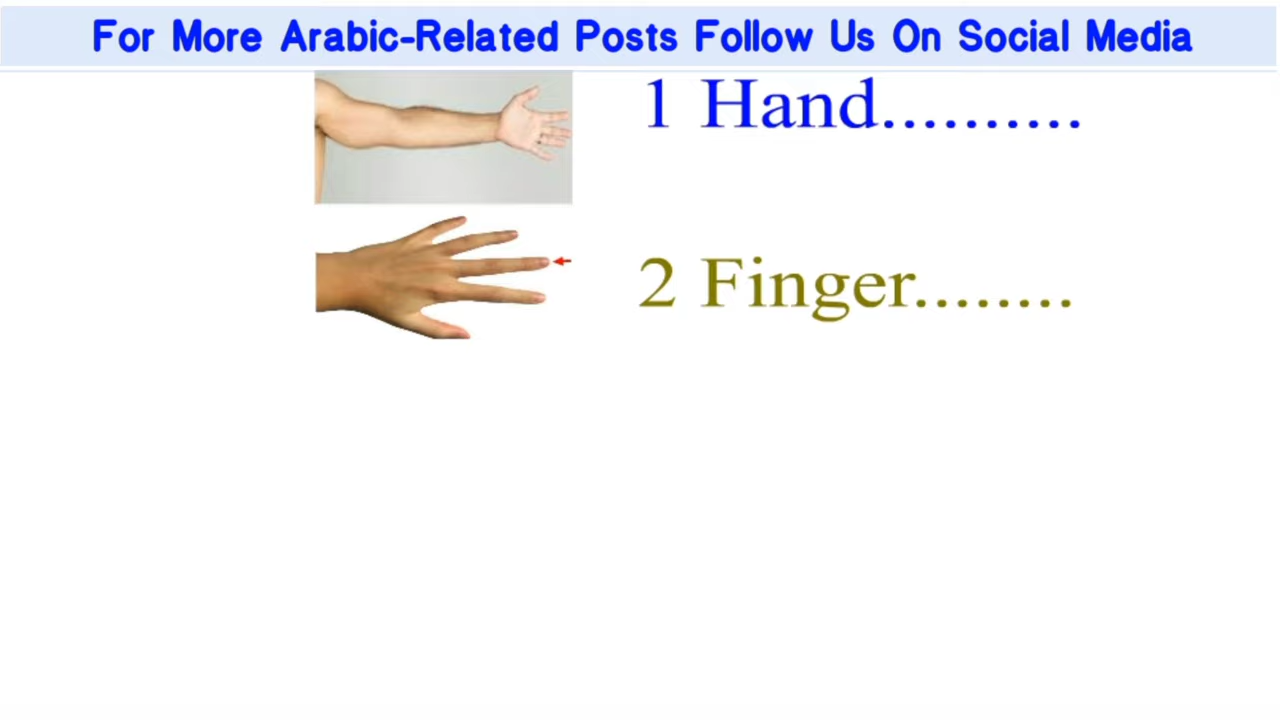 For More Arabic-Related Posts Follow Us On Social Media
1 Hand..........
2 Finger........